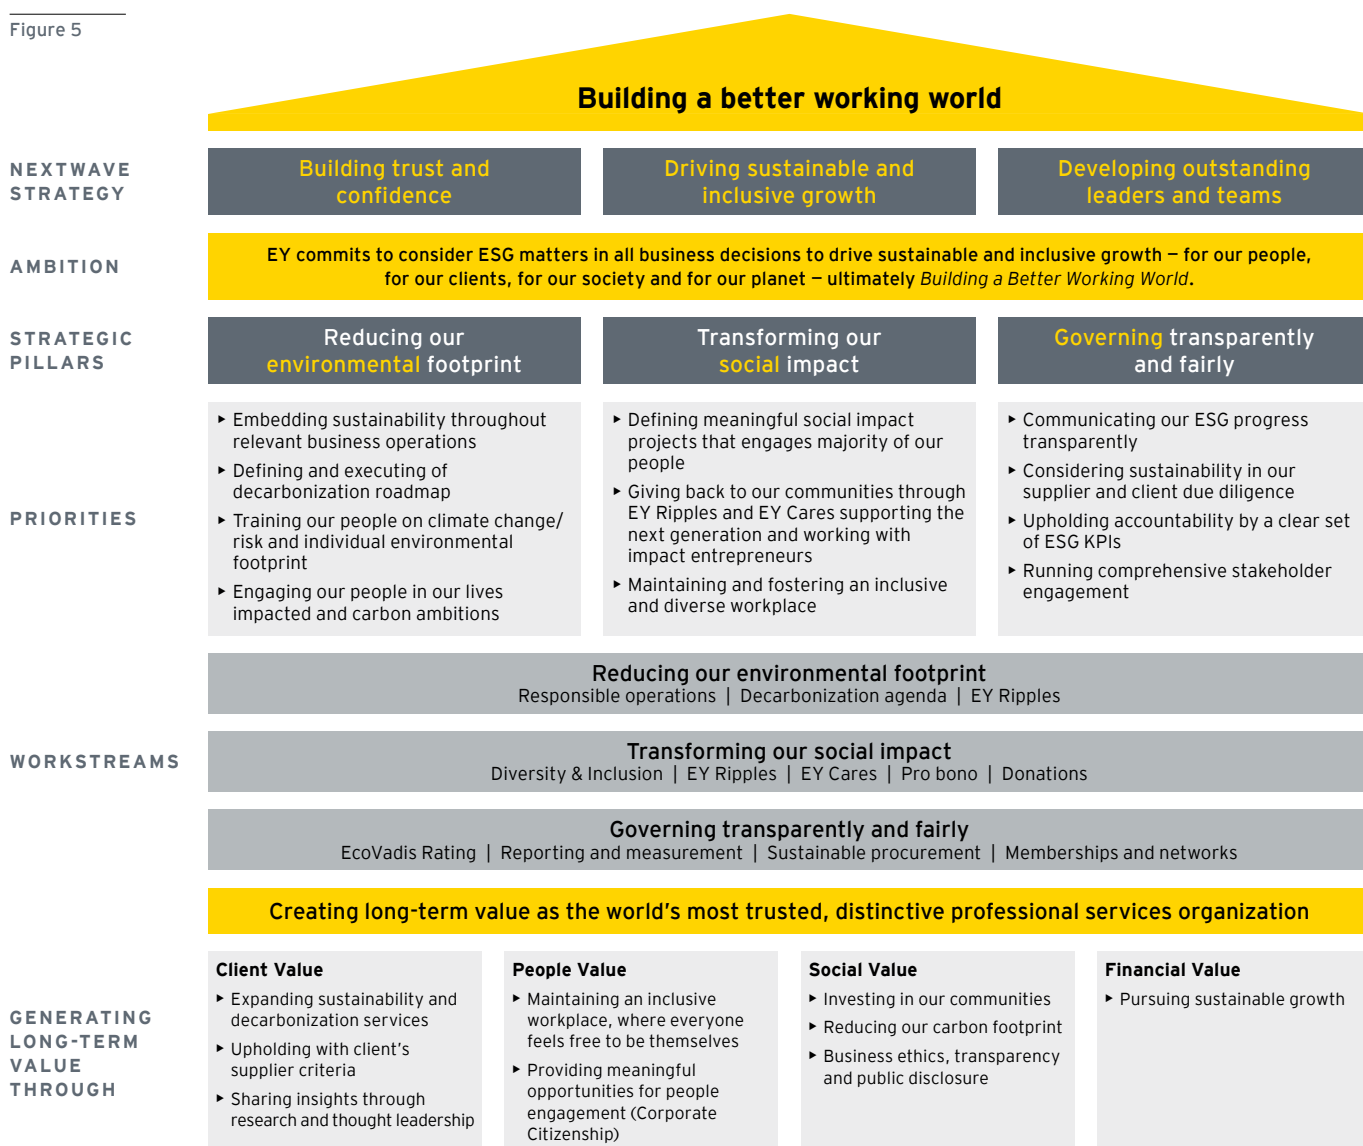 Figure 5
Building a better working world
NEXTWAVE
STRATEGY
Building trust and
confidence
Driving sustainable and
inclusive growth
Developing outstanding
leaders and teams
AMBITION
EY commits to consider ESG matters in all business decisions to drive sustainable and inclusive growth – for our people,
for our clients, for our society and for our planet – ultimately Building a Better Working World.
STRATEGIC
PILLARS
Reducing our
environmental footprint
Transforming our
social impact
Governing transparently
and fairly
PRIORITIES
▸ Embedding sustainability throughout
relevant business operations
▸ Defining and executing of
decarbonization roadmap
▸ Training our people on climate change/
risk and individual environmental
footprint
▸ Engaging our people in our lives
impacted and carbon ambitions
▸ Defining meaningful social impact
projects that engages majority of our
people
▸ Giving back to our communities through
EY Ripples and EY Cares supporting the
next generation and working with
impact entrepreneurs
▸ Maintaining and fostering an inclusive
and diverse workplace
▸ Communicating our ESG progress
transparently
▸ Considering sustainability in our
supplier and client due diligence
▸ Upholding accountability by a clear set
of ESG KPIs
▸ Running comprehensive stakeholder
engagement
WORKSTREAMS
Reducing our environmental footprint
Responsible operations | Decarbonization agenda | EY Ripples
Transforming our social impact
Diversity & Inclusion | EY Ripples | EY Cares | Pro bono | Donations
Governing transparently and fairly
EcoVadis Rating | Reporting and measurement | Sustainable procurement | Memberships and networks
Creating long-term value as the world's most trusted, distinctive professional services organization
GENERATING
LONG-TERM
VALUE
THROUGH
Client Value
▸ Expanding sustainability and
decarbonization services
▸ Upholding with client's
supplier criteria
▸ Sharing insights through
research and thought leadership
People Value
▸ Maintaining an inclusive
workplace, where everyone
feels free to be themselves
▸ Providing meaningful
opportunities for people
engagement (Corporate
Citizenship)
Social Value
▸ Investing in our communities
▸ Reducing our carbon footprint
▸ Business ethics, transparency
and public disclosure
Financial Value
▸ Pursuing sustainable growth